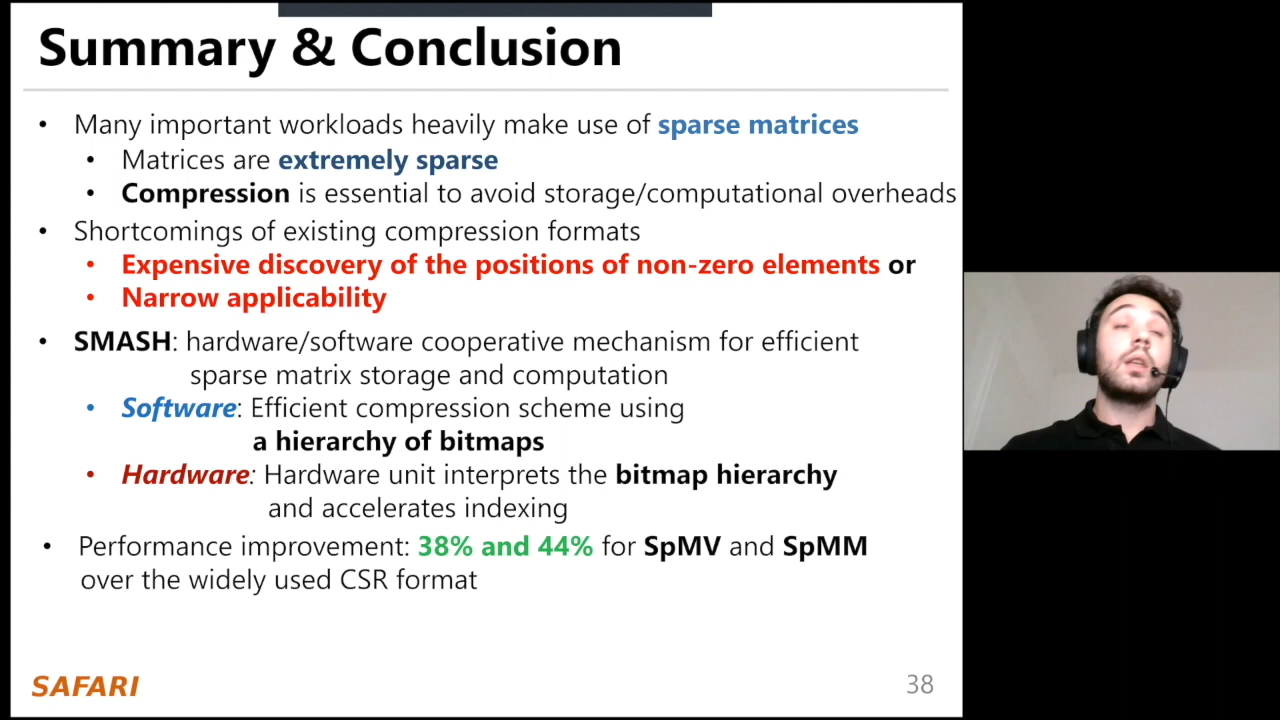 Summary & Conclusion
• Many important workloads heavily make use of sparse matrices
• Matrices are extremely sparse
• Compression is essential to avoid storage/computational overheads
• Shortcomings of existing compression formats
• Expensive discovery of the positions of non-zero elements or
• Narrow applicability
• SMASH: hardware/software cooperative mechanism for efficient
sparse matrix storage and computation
• Software: Efficient compression scheme using
a hierarchy of bitmaps
• Hardware: Hardware unit interprets the bitmap hierarchy
and accelerates indexing
• Performance improvement: 38% and 44% for SpMV and SpMM
over the widely used CSR format
SAFARI
38